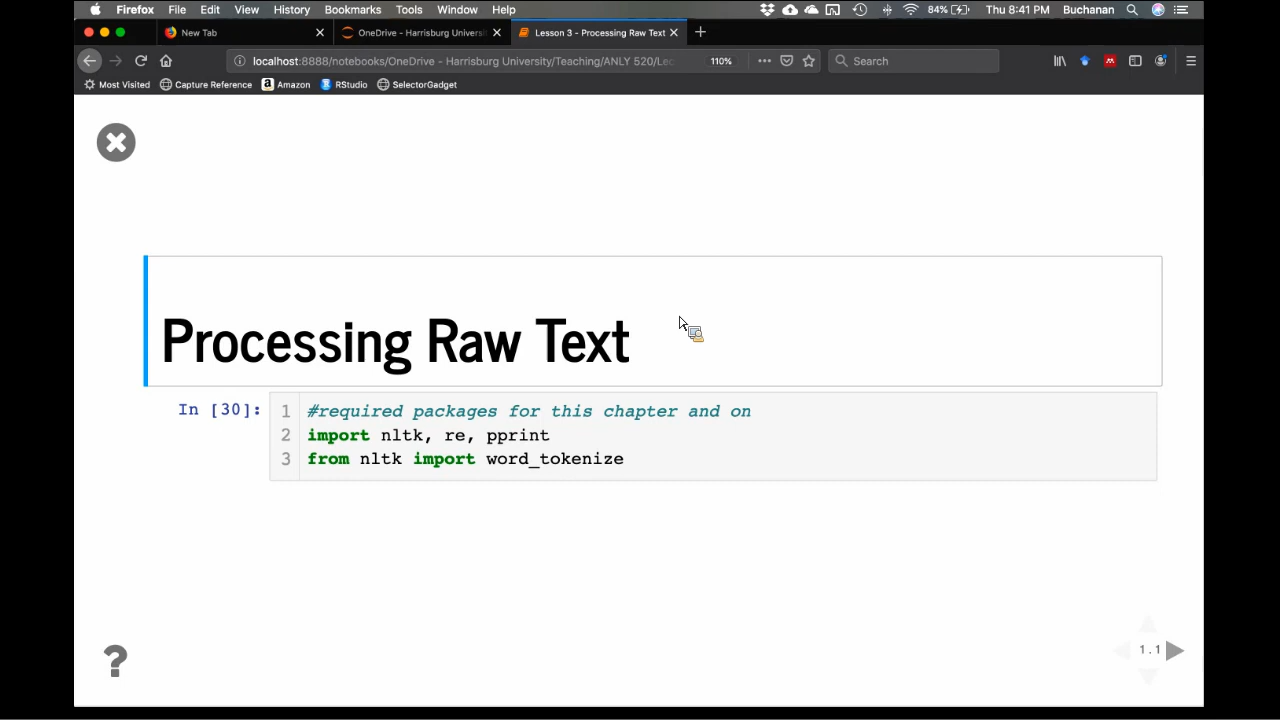 Firefox File Edit View History Bookmarks Tools Window Help 84% Thu 8:41 PM Buchanan
New Tab OneDrive - Harrisburg Universi Lesson 3 - Processing Raw Text
localhost:8888/notebooks/OneDrive - Harrisburg University/Teaching/ANLY 520/Lec 110% Search
Most Visited Capture Reference Amazon RStudio SelectorGadget
Processing Raw Text
In [30]:
1 #required packages for this chapter and on
2 import nltk, re, pprint
3 from nltk import word_tokenize
?
1.1